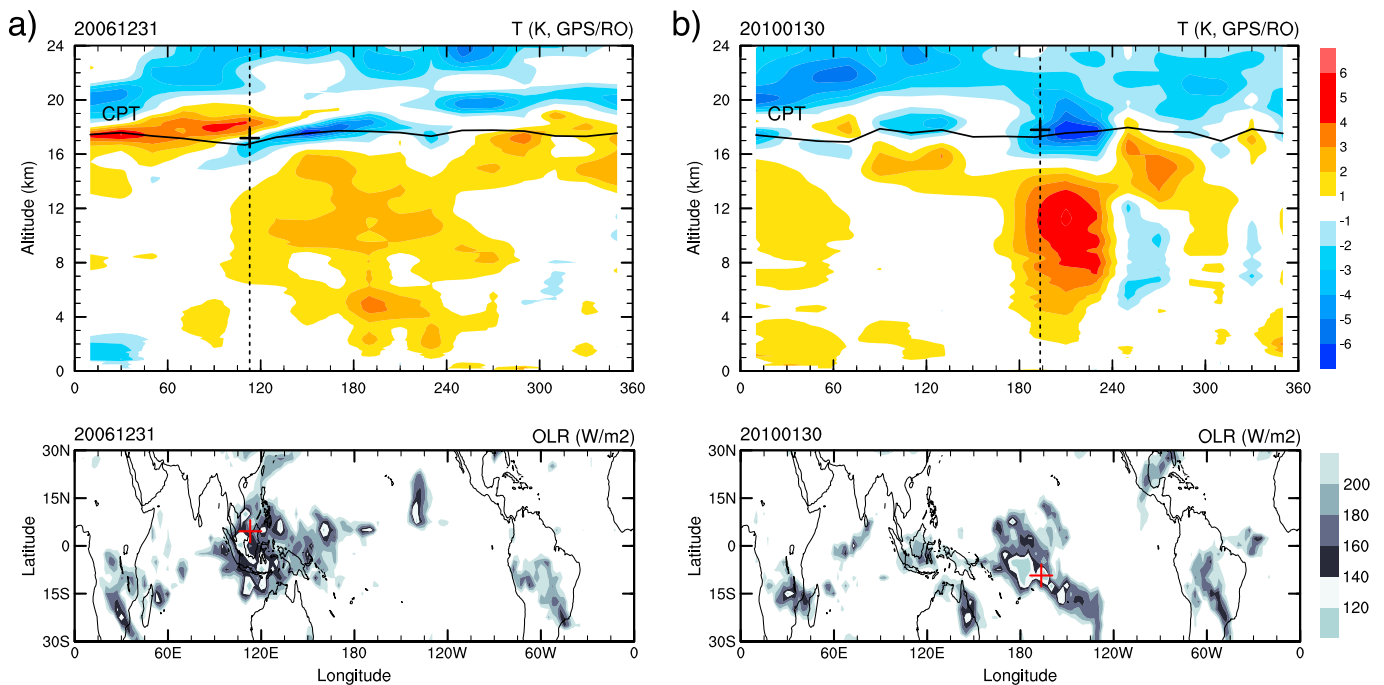 a)
20061231 T (K, GPS/RO)
24
20
16
12
8
4
0
Altitude (km)
CPT
0 60 120 180 240 300 360
b)
20100130 T (K, GPS/RO)
24
20
16
12
8
4
0
Altitude (km)
CPT
0 60 120 180 240 300 360
6
5
4
3
2
1
-1
-2
-3
-4
-5
-6
20061231 OLR (W/m2)
30N
15N
0
15S
30S
Latitude
0 60E 120E 180 120W 60W 0
Longitude
20100130 OLR (W/m2)
30N
15N
0
15S
30S
Latitude
0 60E 120E 180 120W 60W 0
Longitude
200
180
160
140
120